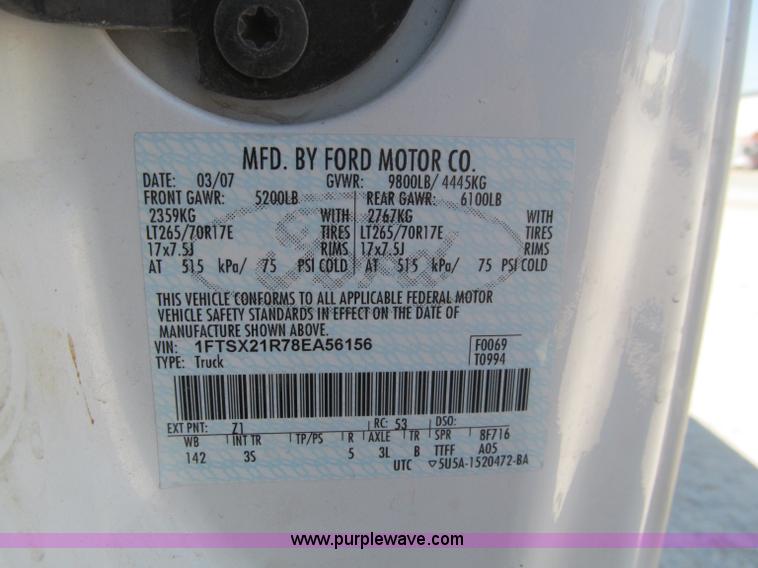 MFD. BY FORD MOTOR CO.
DATE: 03/07 GVWR: 9800LB/ 4445KG
FRONT GAWR: 5200LB REAR GAWR: 6100LB
2359KG WITH 2767KG WITH
LT265/70R17E TIRES LT265/70R17E TIRES
17x7.5J RIMS 17x7.5J RIMS
AT 515 kPa/ 75 PSI COLD AT 515 kPa/ 75 PSI COLD
Ford
THIS VEHICLE CONFORMS TO ALL APPLICABLE FEDERAL MOTOR
VEHICLE SAFETY STANDARDS IN EFFECT ON THE DATE OF
MANUFACTURE SHOWN ABOVE.
VIN: 1FTSX21R78EA56156 F0069
TYPE: Truck T0994
EXT PNT: Z1 RC: 53 DSO:
WB INT TR TP/PS R AXLE TR SPR 8F716
142 3S 5 3L B TTFF A05
UTC ▽5U5A-1520472-BA
www.purplewave.com